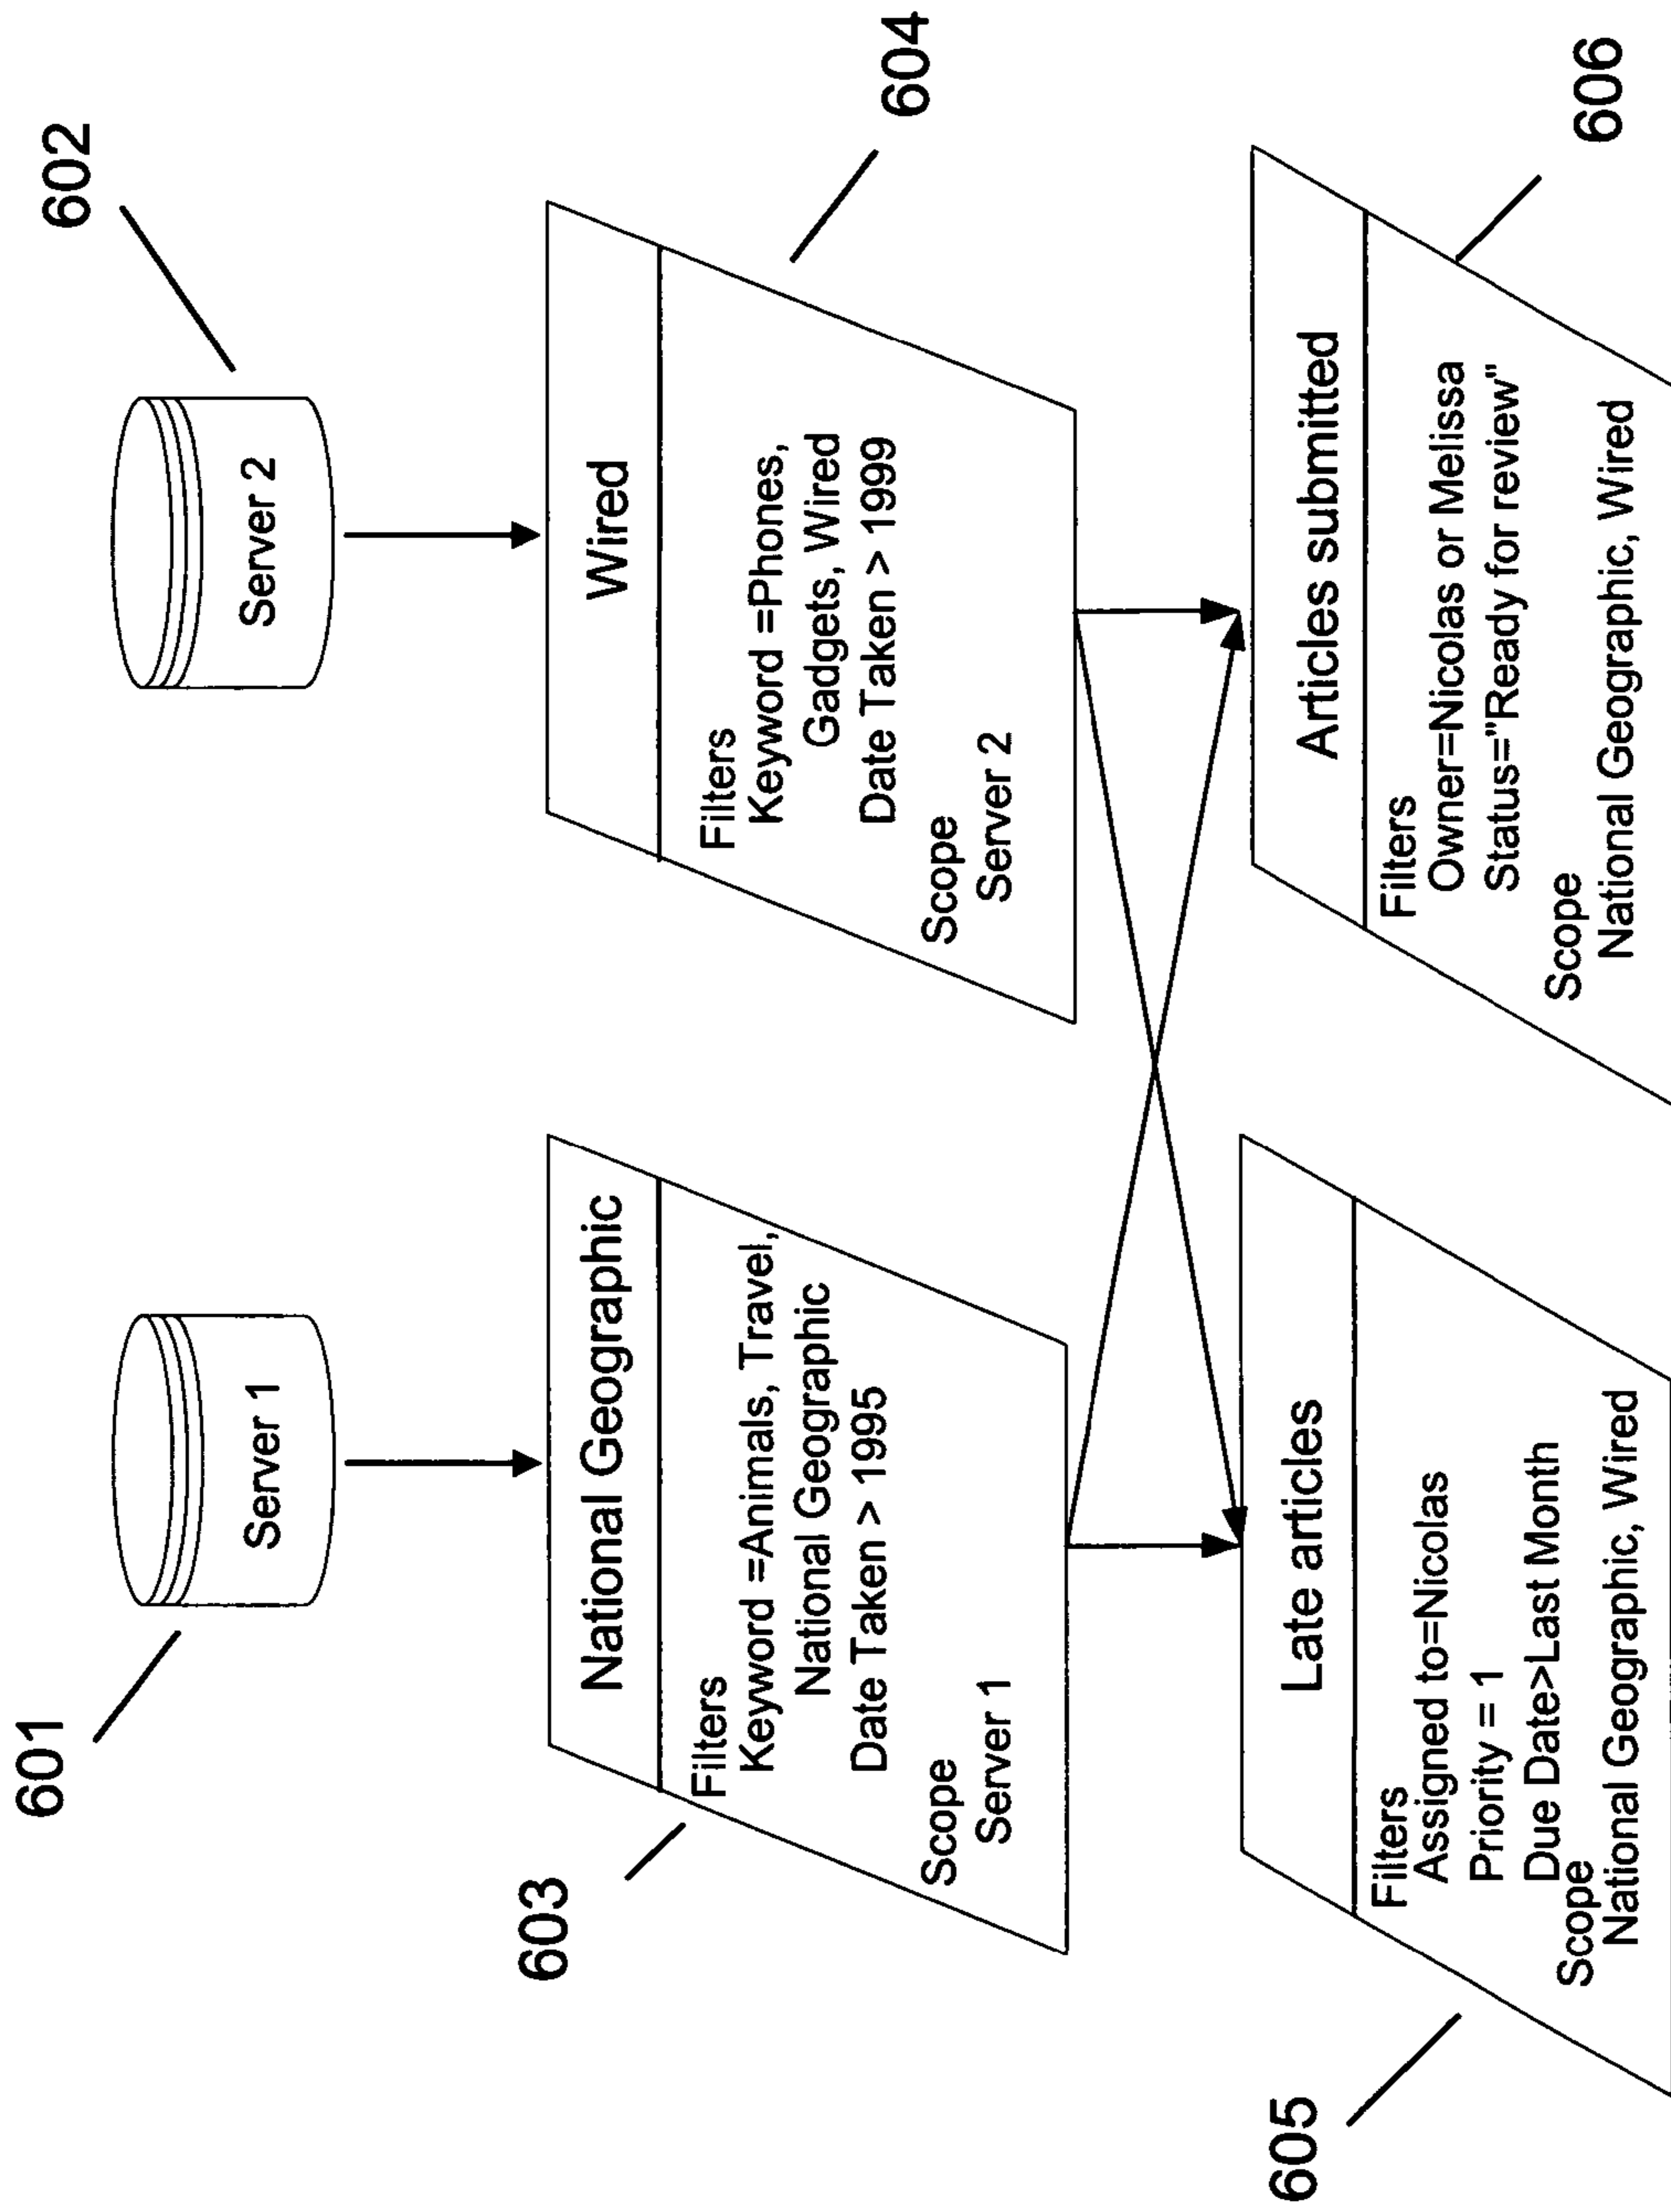 601
Server 1
602
Server 2
603
National Geographic
Filters
Keyword =Animals, Travel,
National Geographic
Date Taken > 1995
Scope
Server 1
604
Wired
Filters
Keyword =Phones,
Gadgets, Wired
Date Taken > 1999
Scope
Server 2
605
Late articles
Filters
Assigned to=Nicolas
Priority = 1
Due Date>Last Month
Scope
National Geographic, Wired
606
Articles submitted
Filters
Owner=Nicolas or Melissa
Status="Ready for review"
Scope
National Geographic, Wired